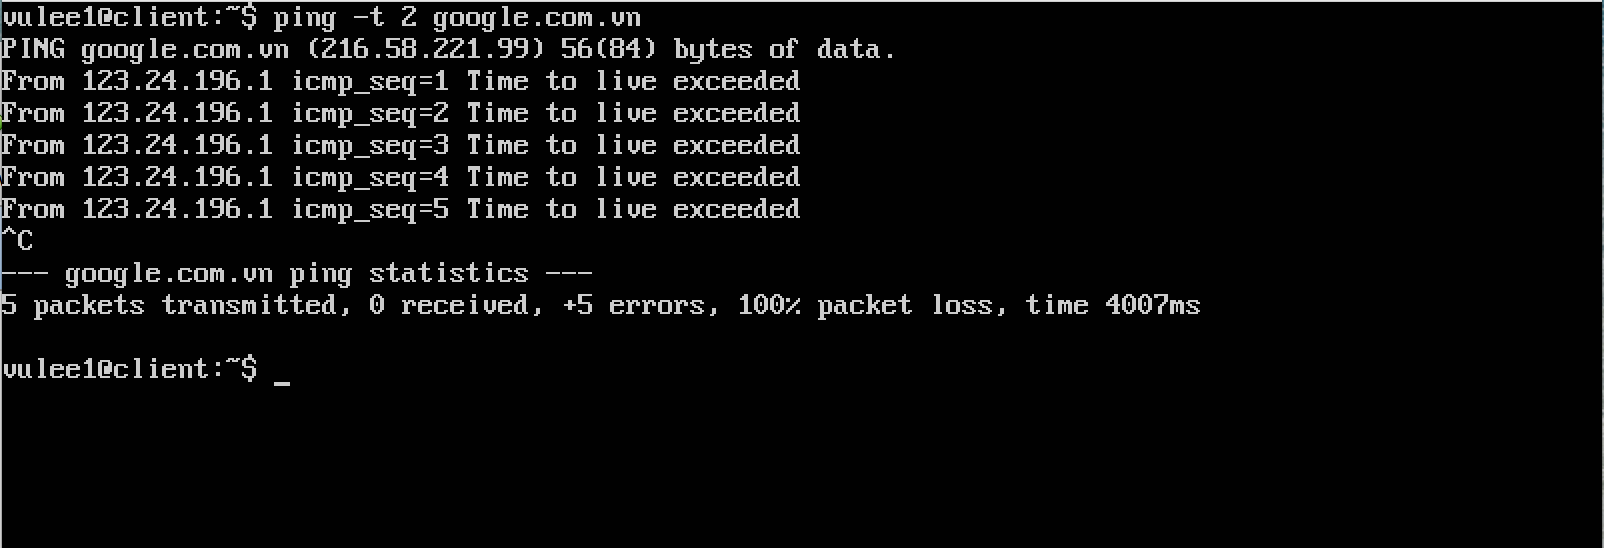 vulee1@client:~$ ping -t 2 google.com.vn
PING google.com.vn (216.58.221.99) 56(84) bytes of data.
From 123.24.196.1 icmp_seq=1 Time to live exceeded
From 123.24.196.1 icmp_seq=2 Time to live exceeded
From 123.24.196.1 icmp_seq=3 Time to live exceeded
From 123.24.196.1 icmp_seq=4 Time to live exceeded
From 123.24.196.1 icmp_seq=5 Time to live exceeded
^C
--- google.com.vn ping statistics ---
5 packets transmitted, 0 received, +5 errors, 100% packet loss, time 4007ms
vulee1@client:~$ _